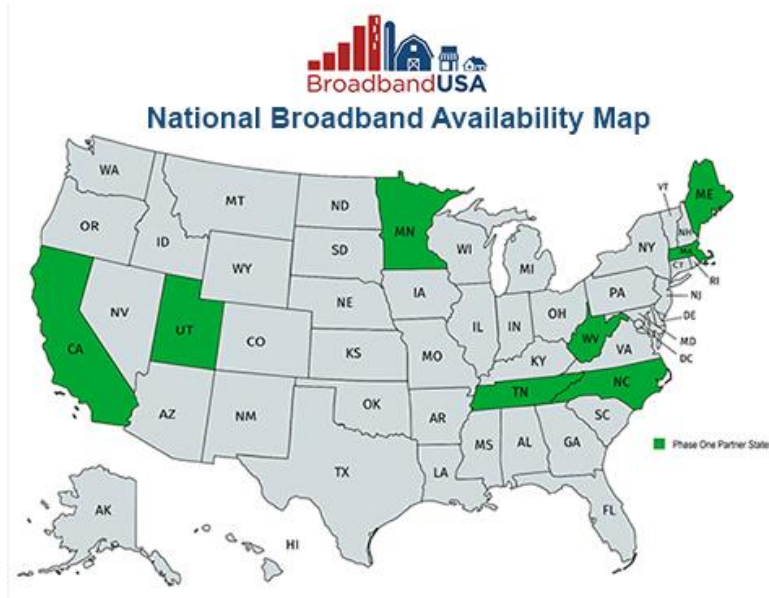 BroadbandUSA
National Broadband Availability Map
WA
MT
ND
MN
OR
ID
WY
SD
WI
MI
NY
VT
ME
NH
MA
CT
RI
NV
UT
CO
NE
IA
IL
IN
OH
PA
NJ
DE
MD
DC
CA
AZ
NM
KS
MO
KY
WV
VA
OK
AR
TN
NC
SC
TX
LA
MS
AL
GA
FL
AK
HI
Phase One Partner State